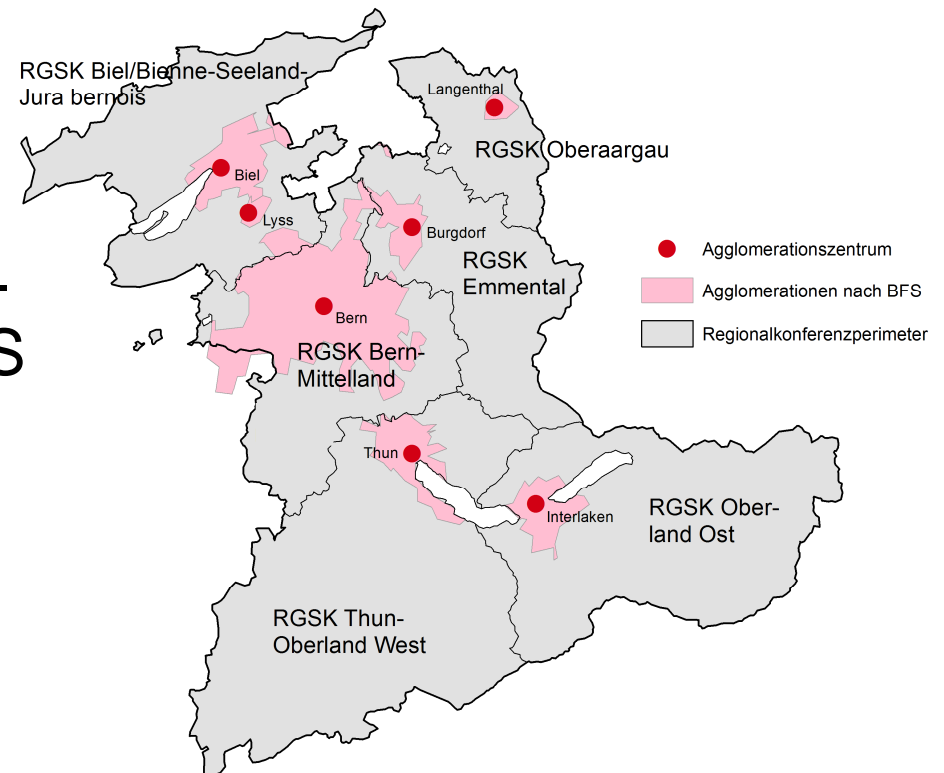 RGSK Biel/Bienne-Seeland-
Jura bernois
Langenthal
RGSK Oberaargau
Biel
Lyss
Burgdorf
RGSK
Emmental
Agglomerationszentrum
Agglomerationen nach BFS
Regionalkonferenzperimeter
Bern
S
RGSK Bern-
Mittelland
Thun
Interlaken
RGSK Ober-
land Ost
RGSK Thun-
Oberland West